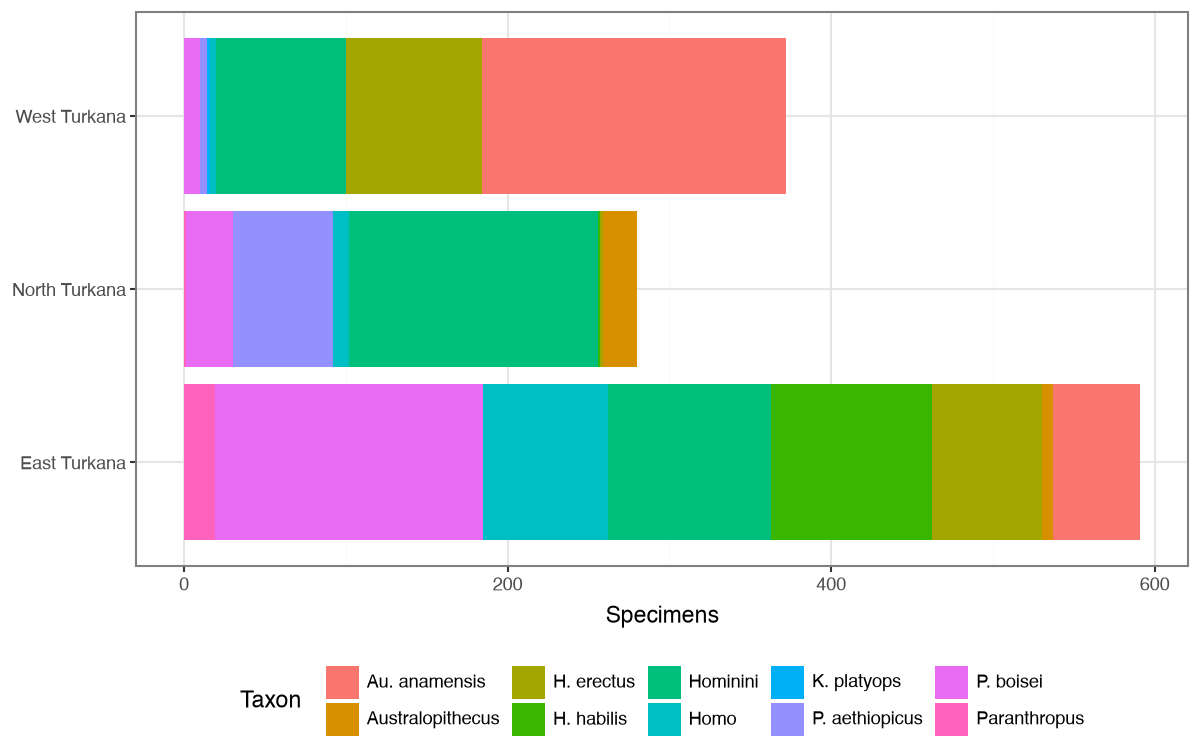 West Turkana
North Turkana
East Turkana
0 200 400 600
Specimens
Taxon
Au. anamensis H. erectus Hominini K. platyops P. boisei
Australopithecus H. habilis Homo P. aethiopicus Paranthropus